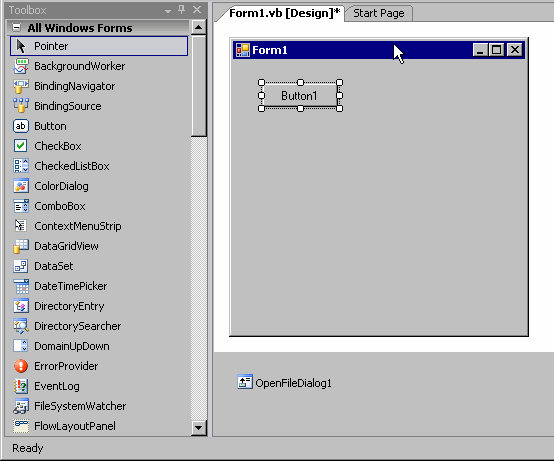 Toolbox
All Windows Forms
Pointer
BackgroundWorker
BindingNavigator
BindingSource
Button
CheckBox
CheckedListBox
ColorDialog
ComboBox
ContextMenuStrip
DataGridView
DataSet
DateTimePicker
DirectoryEntry
DirectorySearcher
DomainUpDown
ErrorProvider
EventLog
FileSystemWatcher
FlowLayoutPanel
Form1.vb [Design]* Start Page
Form1
Button1
OpenFileDialog1
Ready